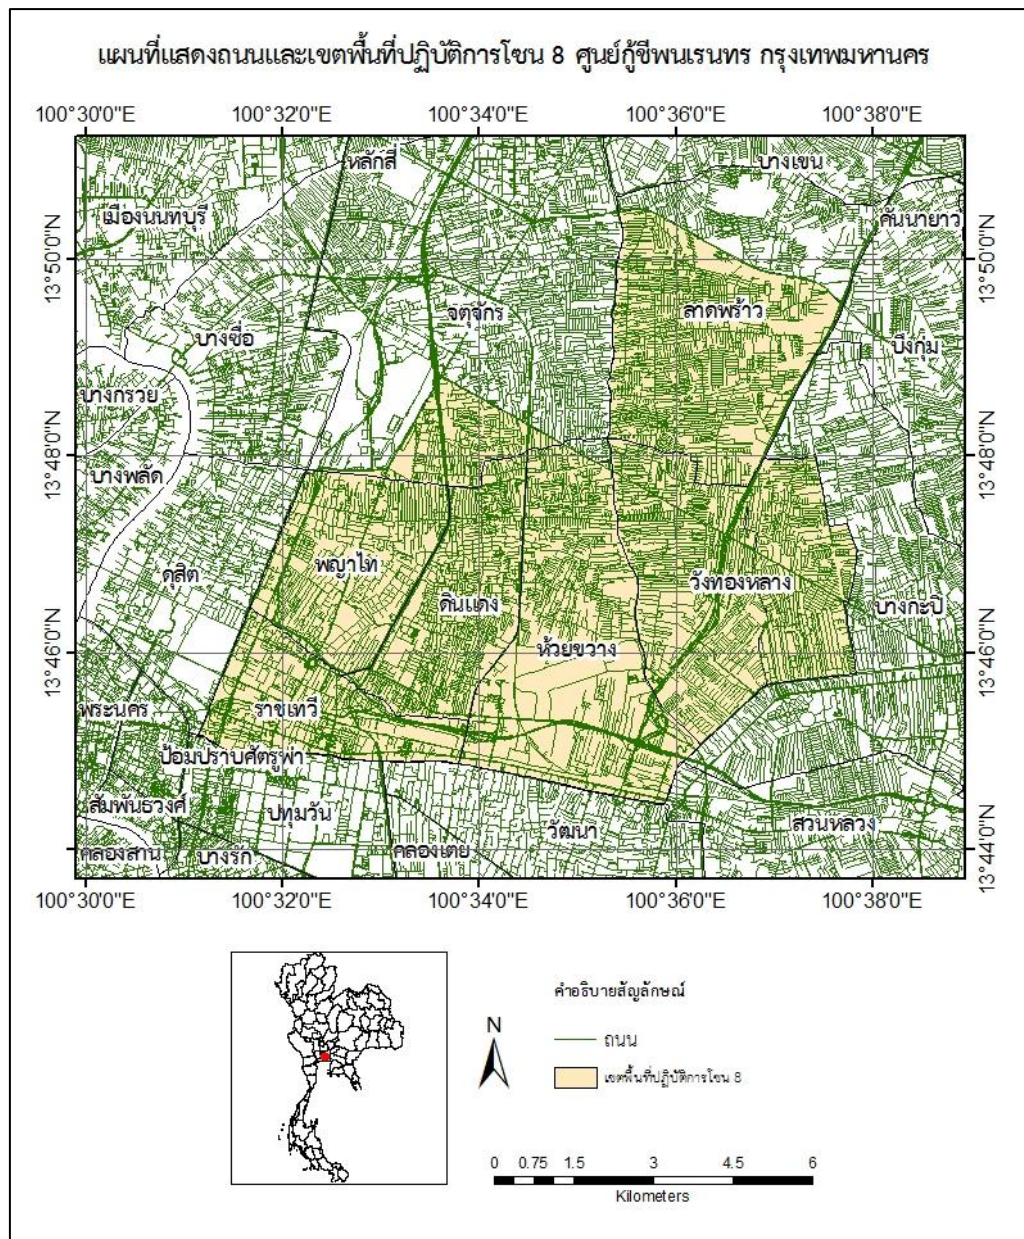 แผนที่แสดงถนนและเขตพื้นที่ปฏิบัติการโซน 8 ศูนย์กู้ชีพนเรนทร กรุงเทพมหานคร
100°30'0"E 100°32'0"E 100°34'0"E 100°36'0"E 100°38'0"E
หลักสี่ บางเขน
เมืองนนทบุรี คันนายาว
13°50'0"N 13°50'0"N
จตุจักร ลาดพร้าว
บางซื่อ บึงกุ่ม
บางกรวย
13°48'0"N 13°48'0"N
บางพลัด
พญาไท วังทองหลาง
ดุสิต ดินแดง บางกะปิ
13°46'0"N ห้วยขวาง 13°46'0"N
พระนคร ราชเทวี
ป้อมปราบศัตรูพ่า
สัมพันธวงศ์ ปทุมวัน วัฒนา สวนหลวง
คลองสาน บางรัก คลองเตย
13°44'0"N 13°44'0"N
100°30'0"E 100°32'0"E 100°34'0"E 100°36'0"E 100°38'0"E
คำอธิบายสัญลักษณ์
N
ถนน
เขตพื้นที่ปฏิบัติการโซน 8
0 0.75 1.5 3 4.5 6
Kilometers